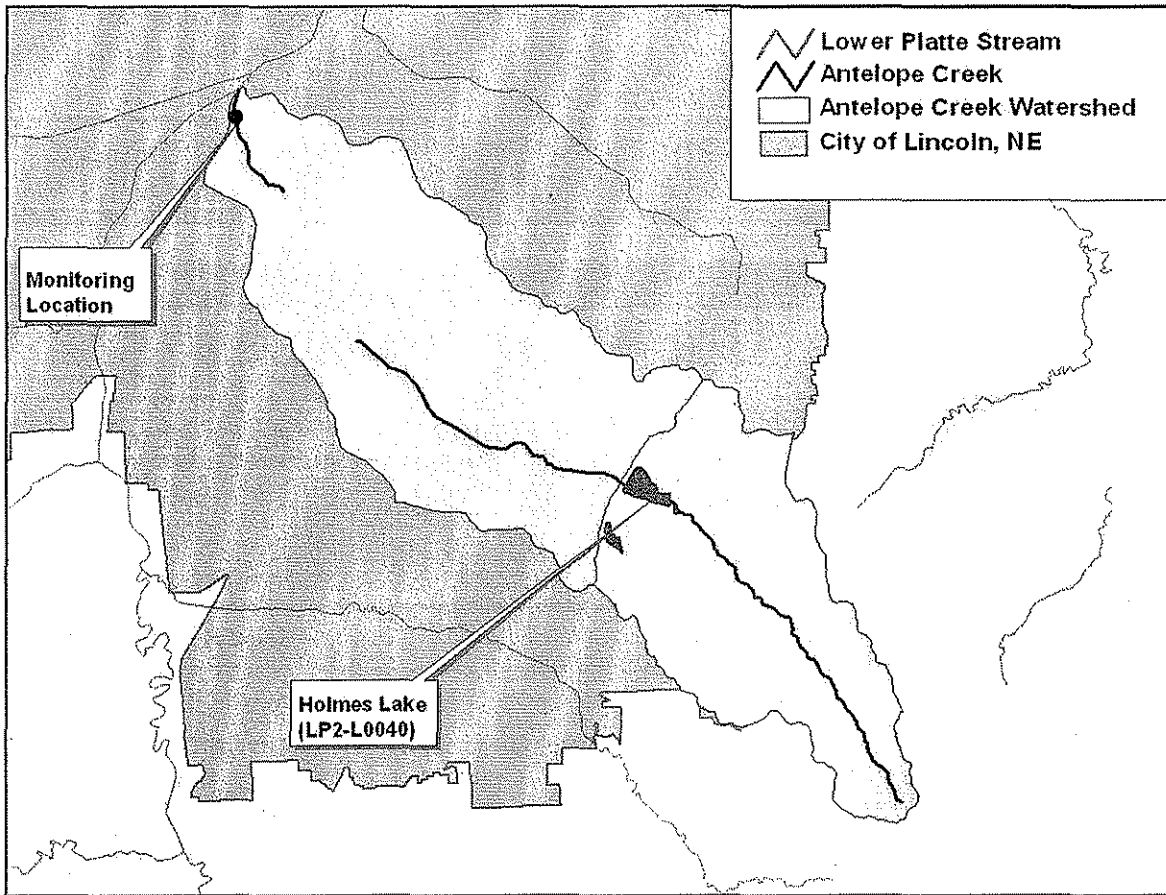 Lower Platte Stream
Antelope Creek
Antelope Creek Watershed
City of Lincoln, NE
Monitoring
Location
Holmes Lake
(LP2-L0040)